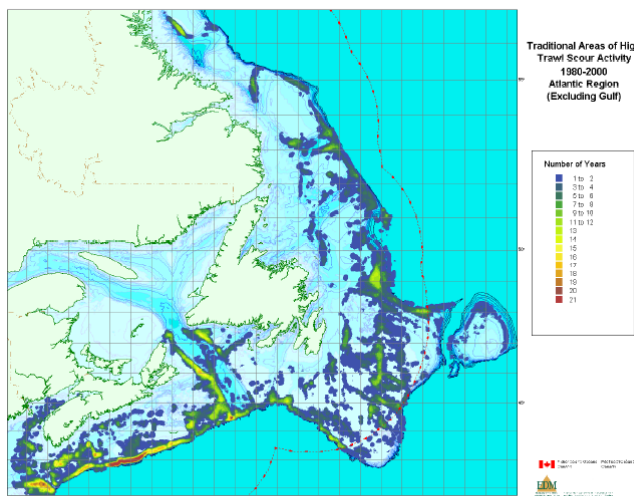 Traditional Areas of Hig
Trawl Scour Activity
1980-2000
Atlantic Region
(Excluding Gulf)
Number of Years
1 to 2
3 to 4
5 to 6
7 to 8
9 to 10
11 to 12
13
14
15
16
17
18
19
20
21
EDM